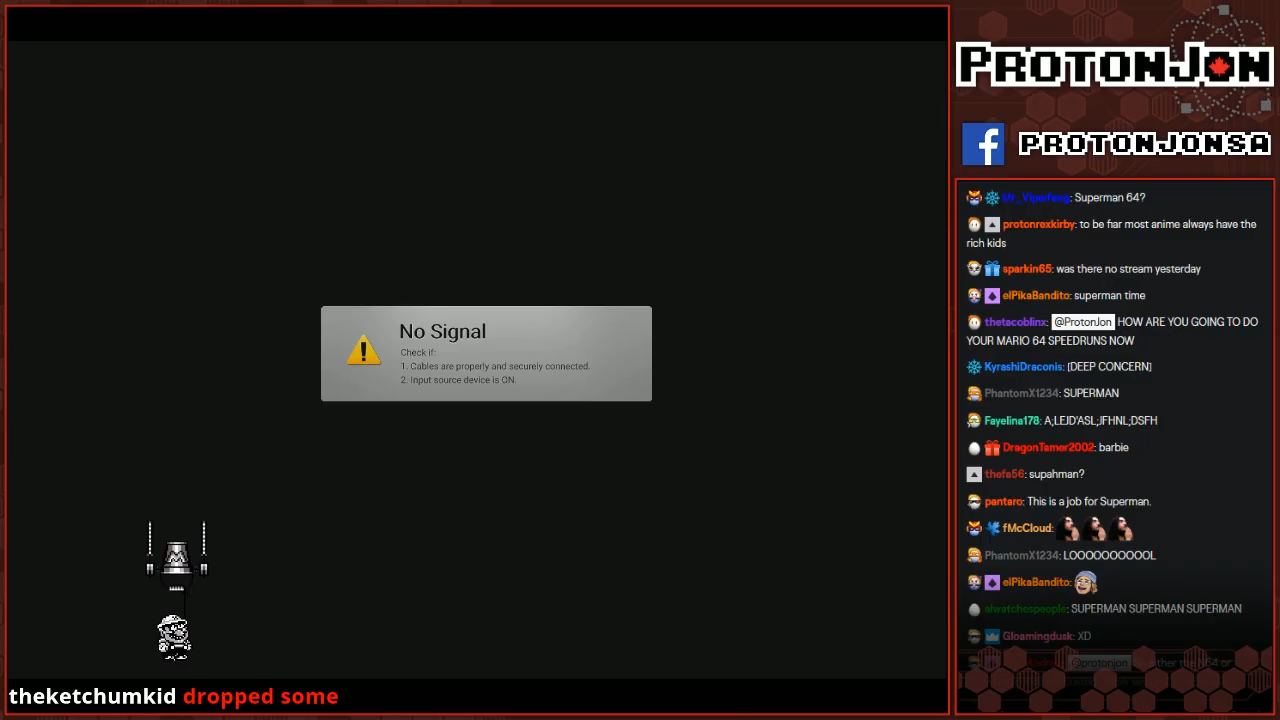 PROTONJON
PROTONJONSA
No Signal
Check if:
1. Cables are properly and securely connected.
2. Input source device is ON.
Mr_Viperfang: Superman 64?
protonrexkirby: to be fiar most anime always have the
rich kids
sparkin65: was there no stream yesterday
elPikaBandito: superman time
thetacoblinx: @ProtonJon HOW ARE YOU GOING TO DO
YOUR MARIO 64 SPEEDRUNS NOW
KyrashiDraconis: [DEEP CONCERN]
PhantomX1234: SUPERMAN
Fayelina178: A;LEJD'ASL;JFHNL;DSFH
DragonTamer2002: barbie
thefa56: supahman?
pantaro: This is a job for Superman.
fMcCloud:
PhantomX1234: LOOOOOOOOOOL
elPikaBandito:
alwatchespeople: SUPERMAN SUPERMAN SUPERMAN
Gloamingdusk: XD
@protonjon
theketchumkid dropped some